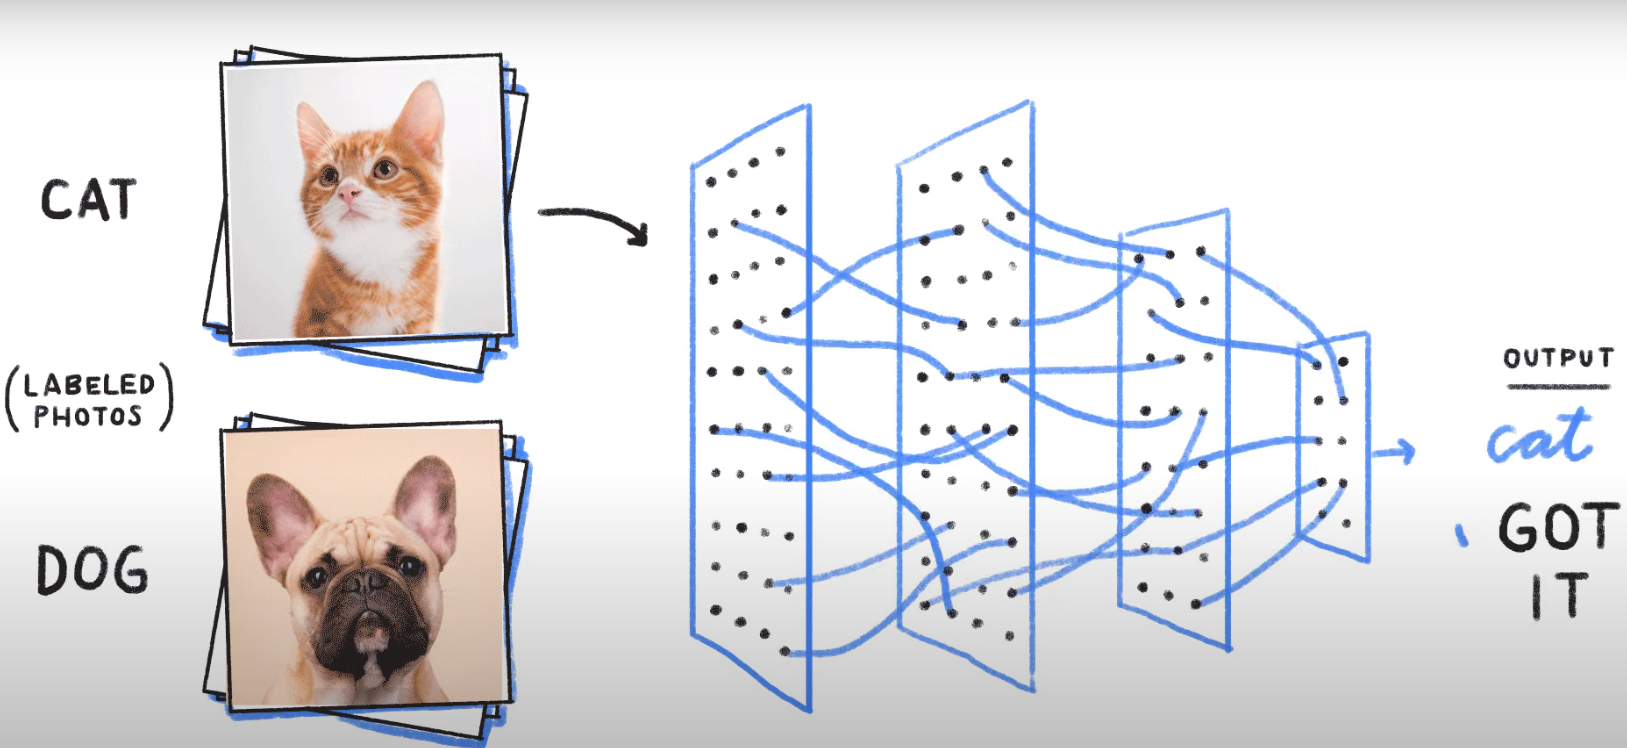 CAT
(LABELED
PHOTOS)
DOG
OUTPUT
cat
GOT
IT